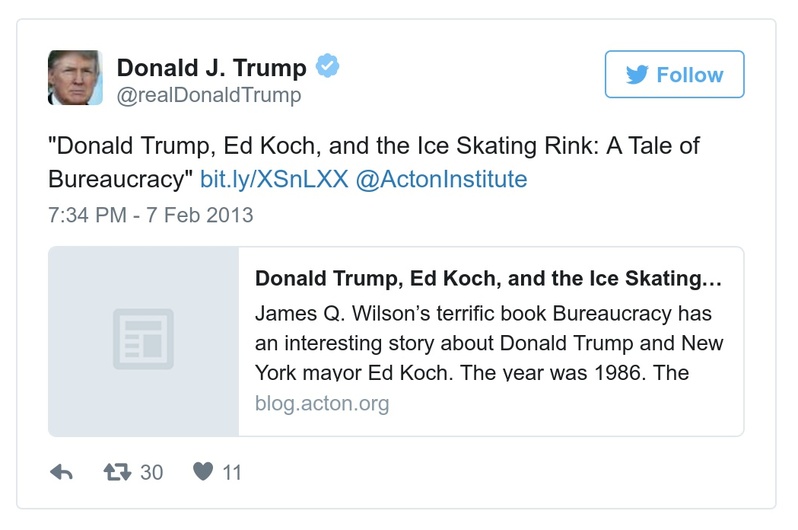 Donald J. Trump
@realDonaldTrump
Follow
"Donald Trump, Ed Koch, and the Ice Skating Rink: A Tale of
Bureaucracy" bit.ly/XSnLXX @ActonInstitute
7:34 PM - 7 Feb 2013
Donald Trump, Ed Koch, and the Ice Skating...
James Q. Wilson's terrific book Bureaucracy has
an interesting story about Donald Trump and New
York mayor Ed Koch. The year was 1986. The
blog.acton.org
30
11